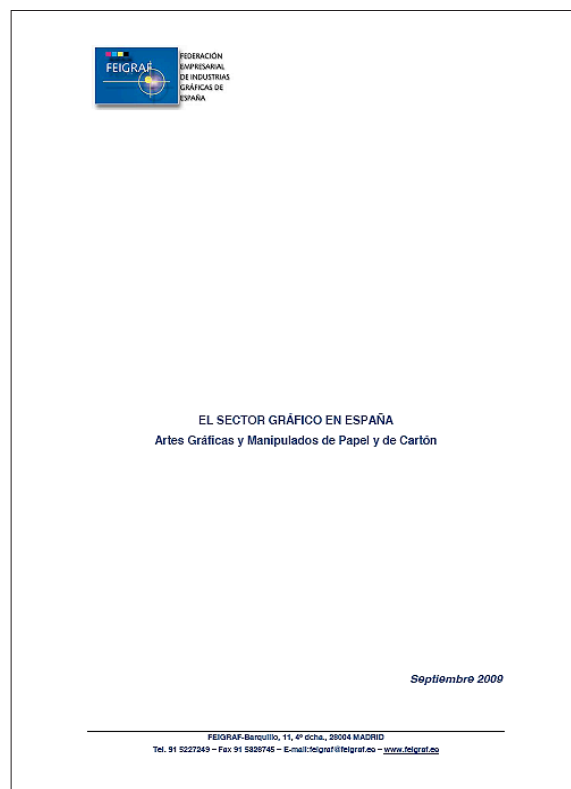 FEIGRAF
FEDERACIÓN
EMPRESARIAL
DE INDUSTRIAS
GRÁFICAS DE
ESPAÑA
EL SECTOR GRÁFICO EN ESPAÑA
Artes Gráficas y Manipulados de Papel y de Cartón
Septiembre 2009
FEIGRAF-Barquillo, 11, 4º dcha., 28004 MADRID
Tel. 91 5227249 – Fax 91 5328745 – E-mail:feigraf@feigraf.es – www.feigraf.es